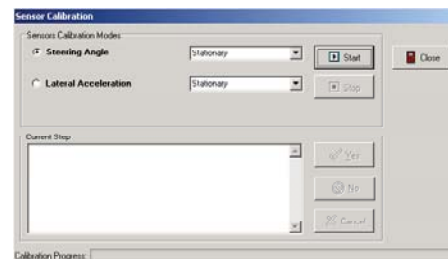 Sensor Calibration
Sensors Calibration Modes
Steering Angle Stationary Start Close
Lateral Acceleration Stationary Stop
Current Step
Yes
No
Cancel
Calibration Progress: